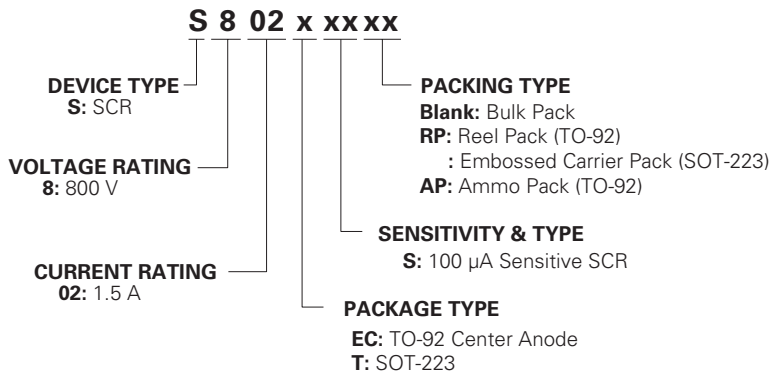 S 8 02 x xx xx
DEVICE TYPE
S: SCR
VOLTAGE RATING
8: 800 V
CURRENT RATING
02: 1.5 A
PACKING TYPE
Blank: Bulk Pack
RP: Reel Pack (TO-92)
: Embossed Carrier Pack (SOT-223)
AP: Ammo Pack (TO-92)
SENSITIVITY & TYPE
S: 100 μA Sensitive SCR
PACKAGE TYPE
EC: TO-92 Center Anode
T: SOT-223